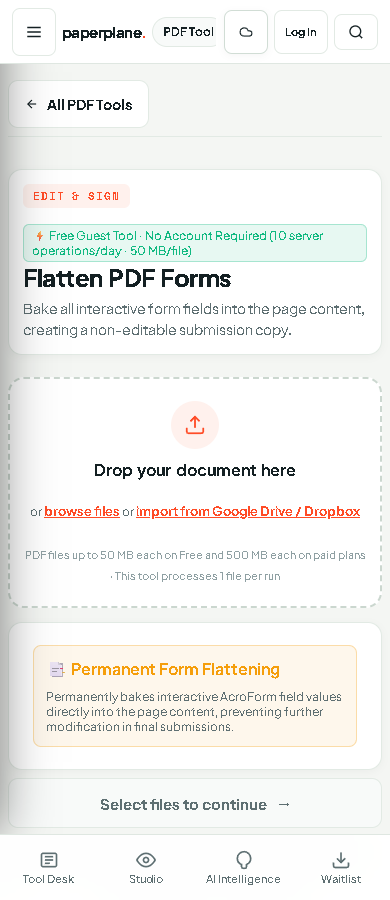 paperplane.
PDF Tool
Log In
← All PDF Tools
EDIT & SIGN
Free Guest Tool · No Account Required (10 server
operations/day · 50 MB/file)
Flatten PDF Forms
Bake all interactive form fields into the page content,
creating a non-editable submission copy.
Drop your document here
or browse files or import from Google Drive / Dropbox
PDF files up to 50 MB each on Free and 500 MB each on paid plans
· This tool processes 1 file per run
Permanent Form Flattening
Permanently bakes interactive AcroForm field values
directly into the page content, preventing further
modification in final submissions.
Select files to continue →
Tool Desk
Studio
AI Intelligence
Waitlist